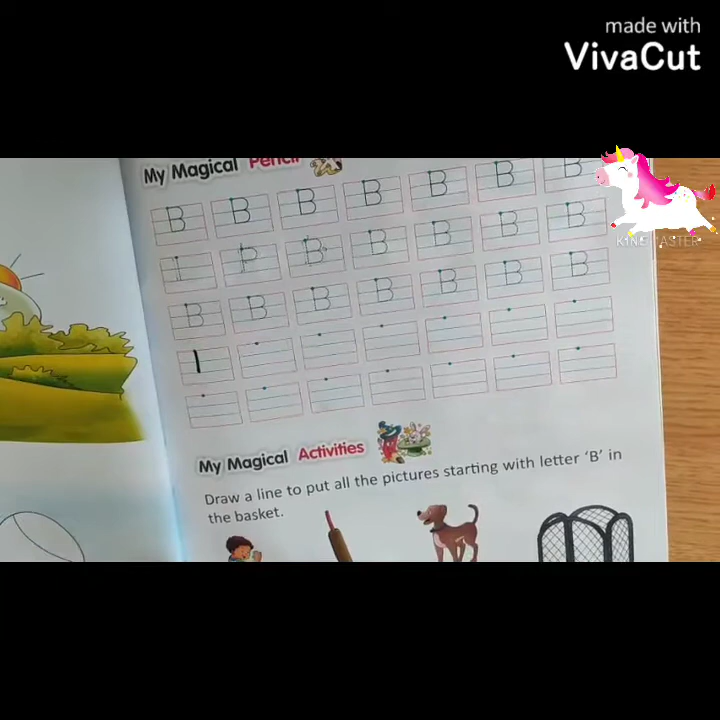 made with
VivaCut
My Magical Pencil
B B B B B B B
P B B B B B
B B B B B B B
My Magical Activities
Draw a line to put all the pictures starting with letter ‘B’ in
the basket.